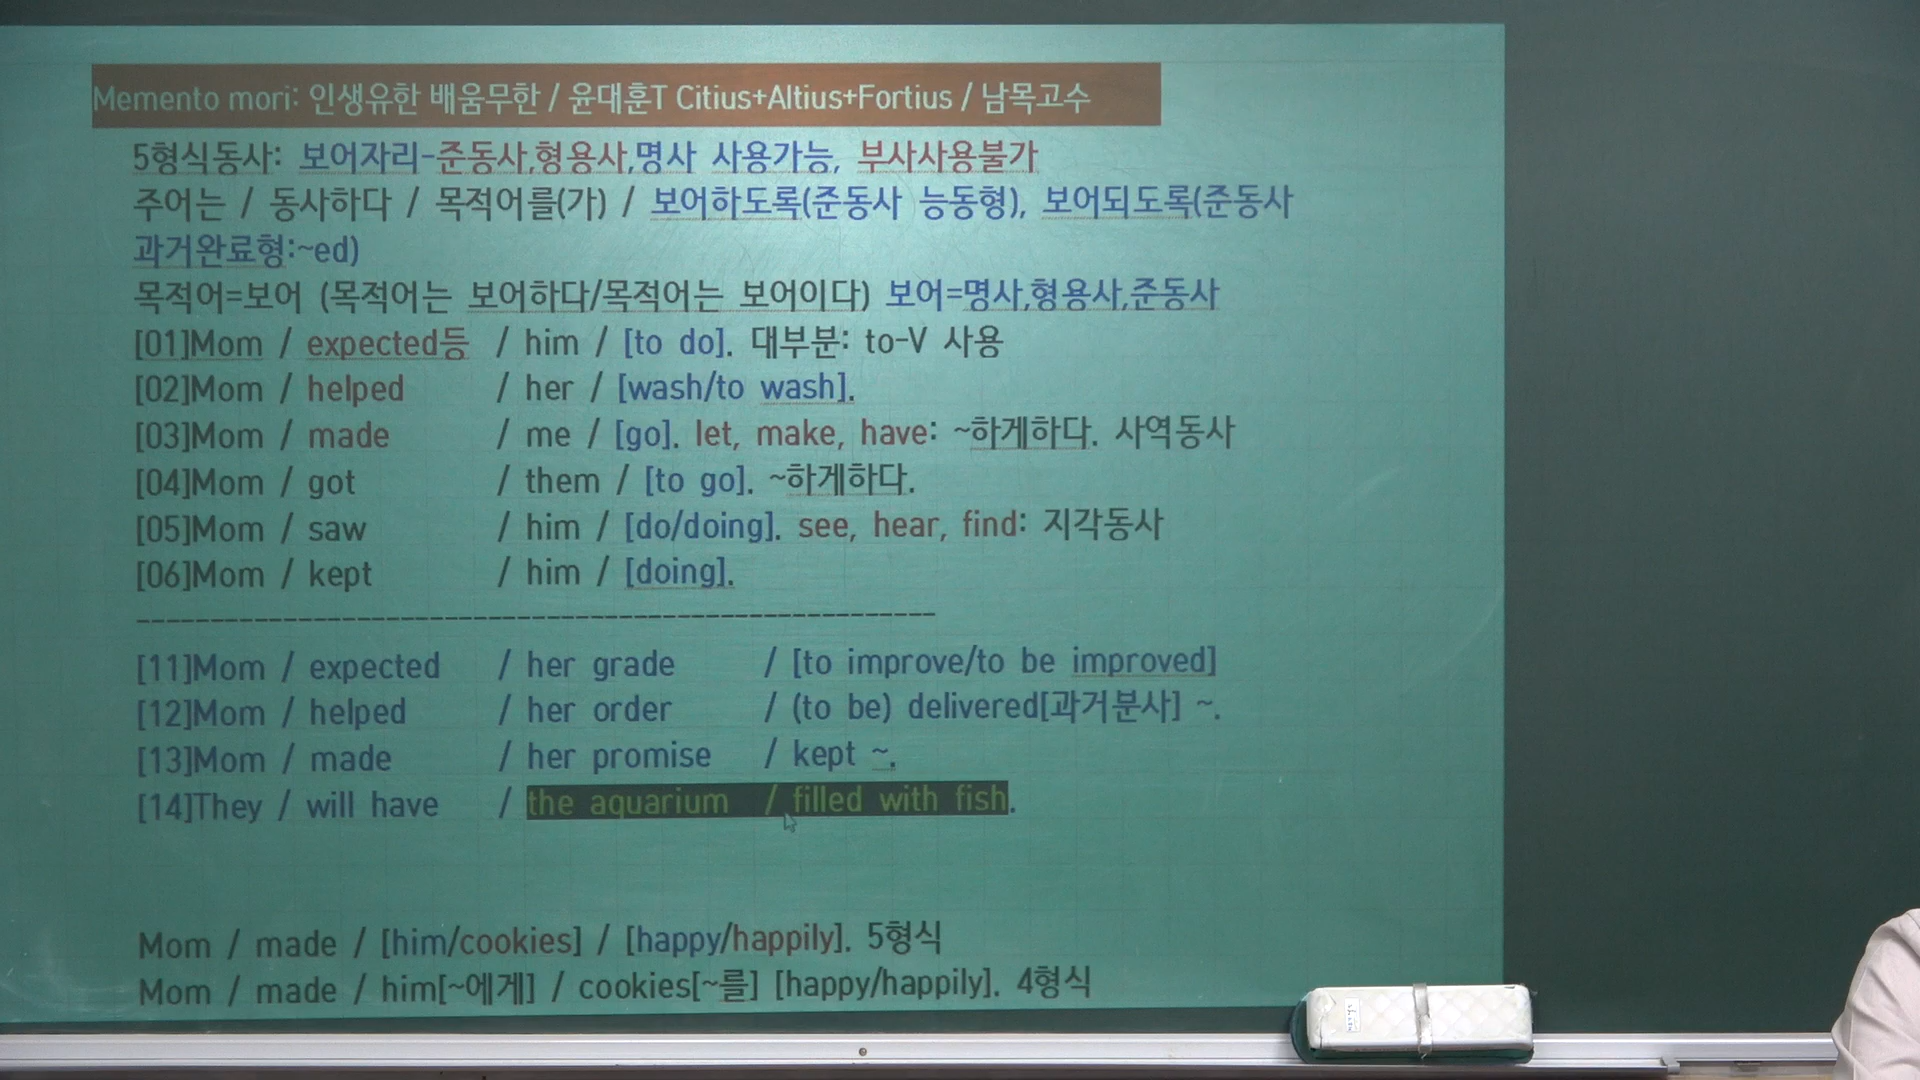 Memento mori: 인생유한 배움무한 / 윤대훈T Citius+Altius+Fortius / 남목고수
5형식동사: 보어자리-준동사,형용사,명사 사용가능, 부사사용불가
주어는 / 동사하다 / 목적어를(가) / 보어하도록(준동사 능동형), 보어되도록(준동사
과거완료형:~ed)
목적어=보어 (목적어는 보어하다/목적어는 보어이다) 보어=명사,형용사,준동사
[01]Mom / expected등 / him / [to do]. 대부분: to-V 사용
[02]Mom / helped / her / [wash/to wash].
[03]Mom / made / me / [go]. let, make, have: ~하게하다. 사역동사
[04]Mom / got / them / [to go]. ~하게하다.
[05]Mom / saw / him / [do/doing]. see, hear, find: 지각동사
[06]Mom / kept / him / [doing].
------------------------------------------------------
[11]Mom / expected / her grade / [to improve/to be improved]
[12]Mom / helped / her order / (to be) delivered[과거분사] ~.
[13]Mom / made / her promise / kept ~.
[14]They / will have / the aquarium / filled with fish.
Mom / made / [him/cookies] / [happy/happily]. 5형식
Mom / made / him[~에게] / cookies[~를] [happy/happily]. 4형식